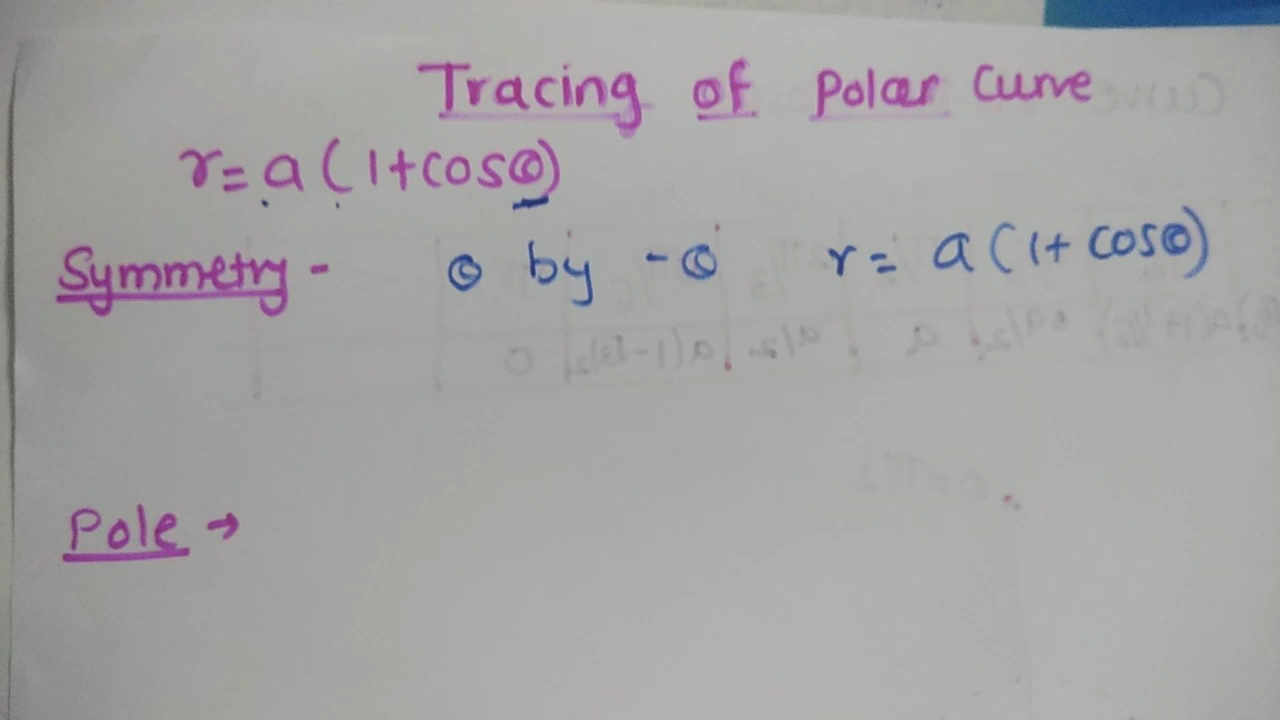 Tracing of Polar Curve
r = a (1+cosθ)
Symmetry - θ by -θ r = a (1+ cosθ)
Pole →